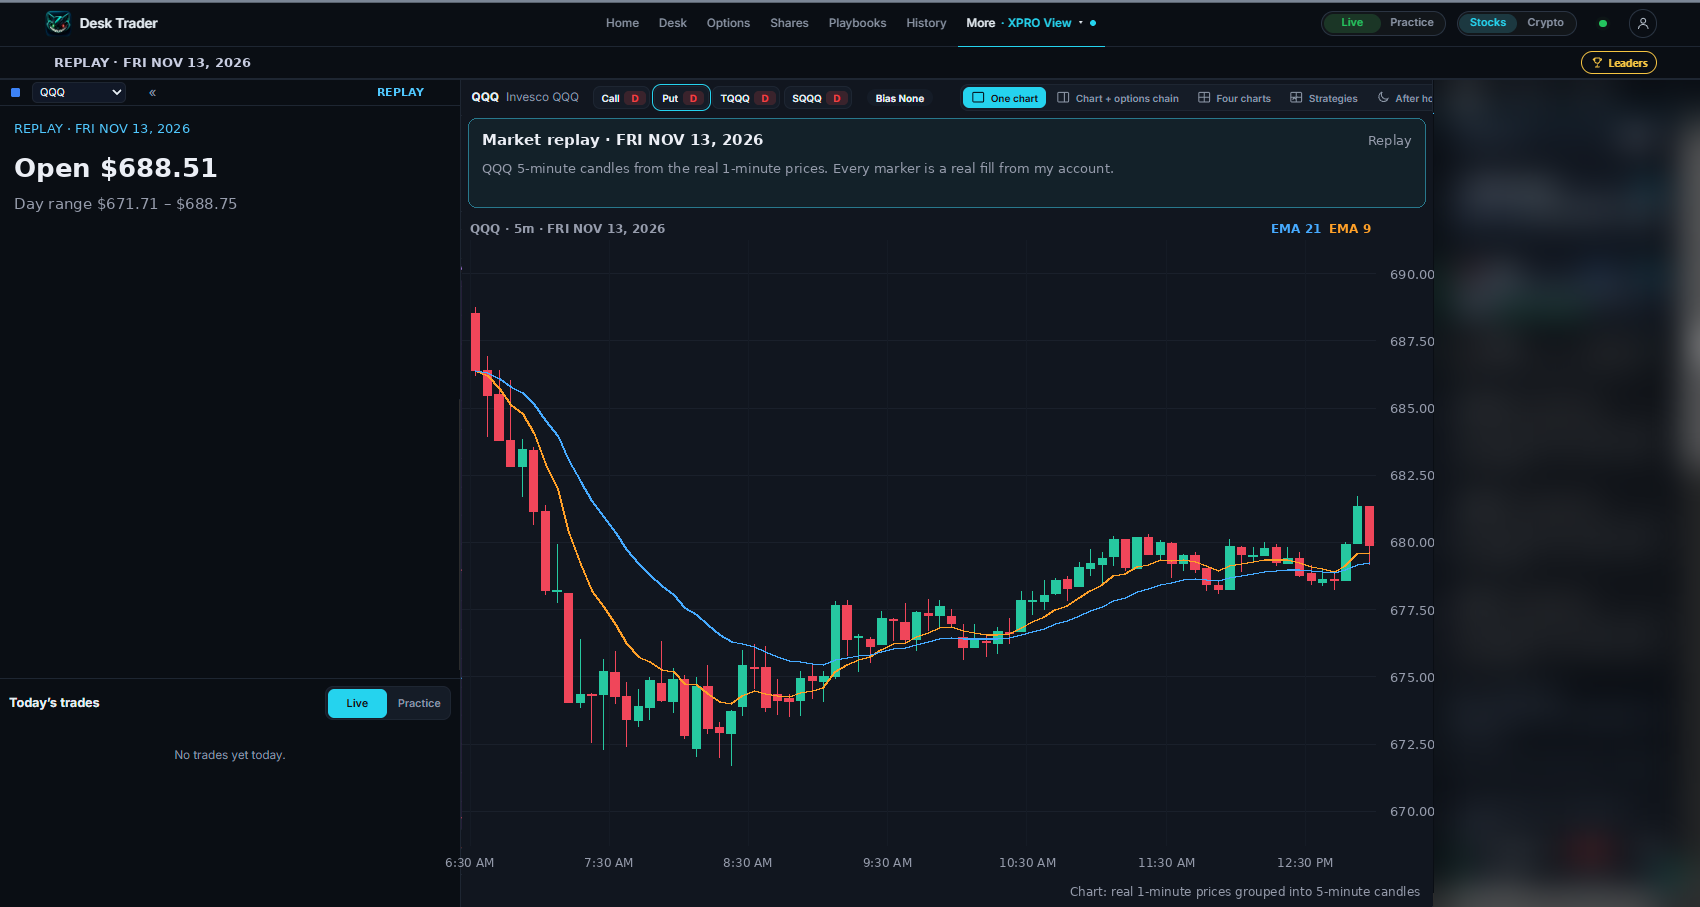 Desk Trader
Home Desk Options Shares Playbooks History More · XPRO View
Live Practice Stocks Crypto
REPLAY · FRI NOV 13, 2026
Leaders
QQQ « REPLAY
REPLAY · FRI NOV 13, 2026
Open $688.51
Day range $671.71 – $688.75
QQQ Invesco QQQ Call D Put D TQQQ D SQQQ D Bias None One chart Chart + options chain Four charts Strategies After ho
Market replay · FRI NOV 13, 2026 Replay
QQQ 5-minute candles from the real 1-minute prices. Every marker is a real fill from my account.
QQQ · 5m · FRI NOV 13, 2026 EMA 21 EMA 9
690.00
687.50
685.00
682.50
680.00
677.50
675.00
672.50
670.00
6:30 AM 7:30 AM 8:30 AM 9:30 AM 10:30 AM 11:30 AM 12:30 PM
Chart: real 1-minute prices grouped into 5-minute candles
Today's trades Live Practice
No trades yet today.